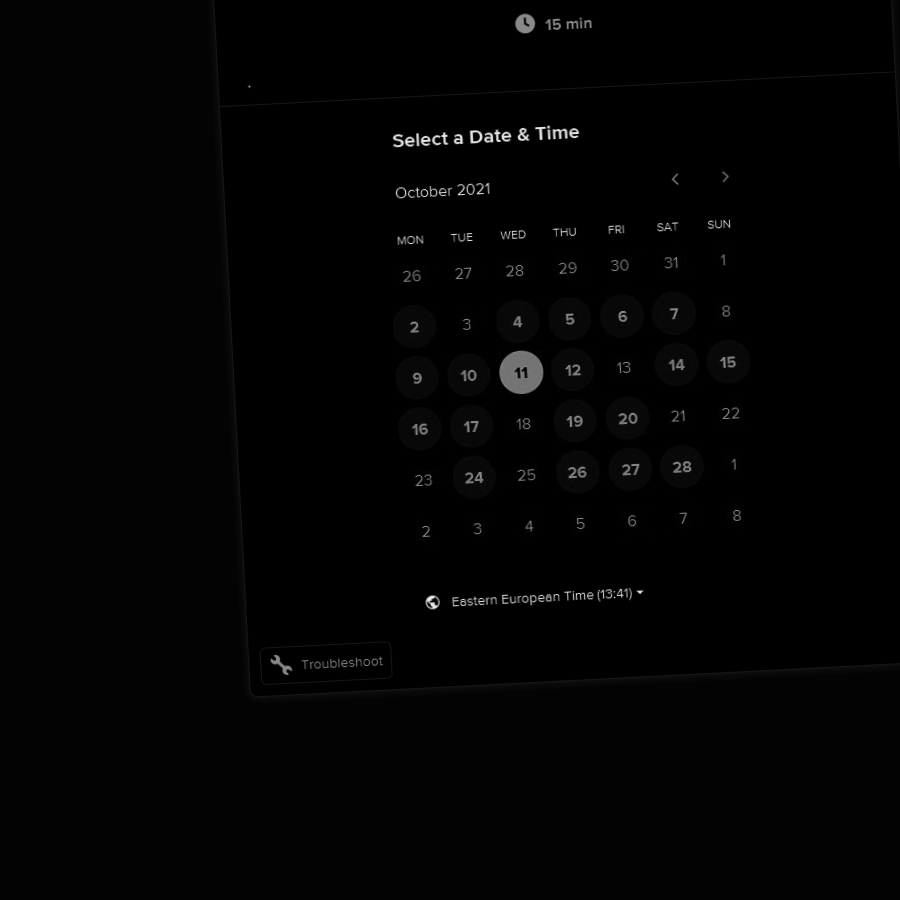 15 min
Select a Date & Time
October 2021
MON TUE WED THU FRI SAT SUN
26 27 28 29 30 31 1
2 3 4 5 6 7 8
9 10 11 12 13 14 15
16 17 18 19 20 21 22
23 24 25 26 27 28 1
2 3 4 5 6 7 8
Eastern European Time (13:41)
Troubleshoot